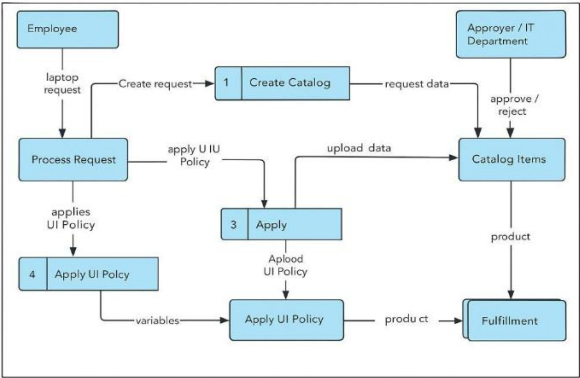 Employee
Approyer / IT
Department
laptop
request
Create request
1 Create Catalog
request data
approve /
reject
Process Request
apply U IU
Policy
upload data
Catalog Items
applies
UI Policy
3 Apply
product
4 Apply UI Polcy
Aplood
UI Policy
variables
Apply UI Policy
produ ct
Fulfillment